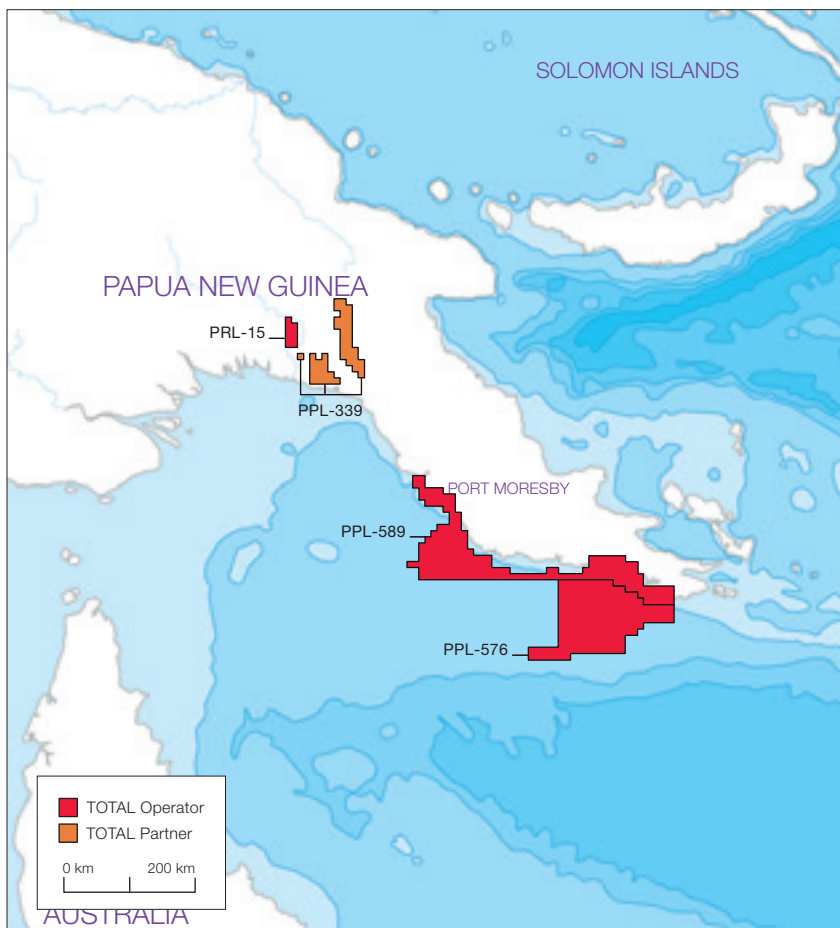 SOLOMON ISLANDS
PAPUA NEW GUINEA
PRL-15
PPL-339
PORT MORESBY
PPL-589
PPL-576
TOTAL Operator
TOTAL Partner
0 km 200 km
AUSTRALIA